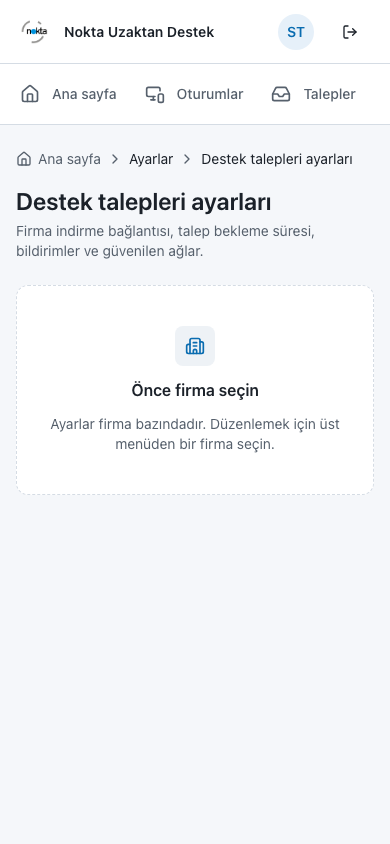 nokta
Nokta Uzaktan Destek
ST
Ana sayfa
Oturumlar
Talepler
Ana sayfa > Ayarlar > Destek talepleri ayarları
Destek talepleri ayarları
Firma indirme bağlantısı, talep bekleme süresi,
bildirimler ve güvenilen ağlar.
Önce firma seçin
Ayarlar firma bazındadır. Düzenlemek için üst
menüden bir firma seçin.